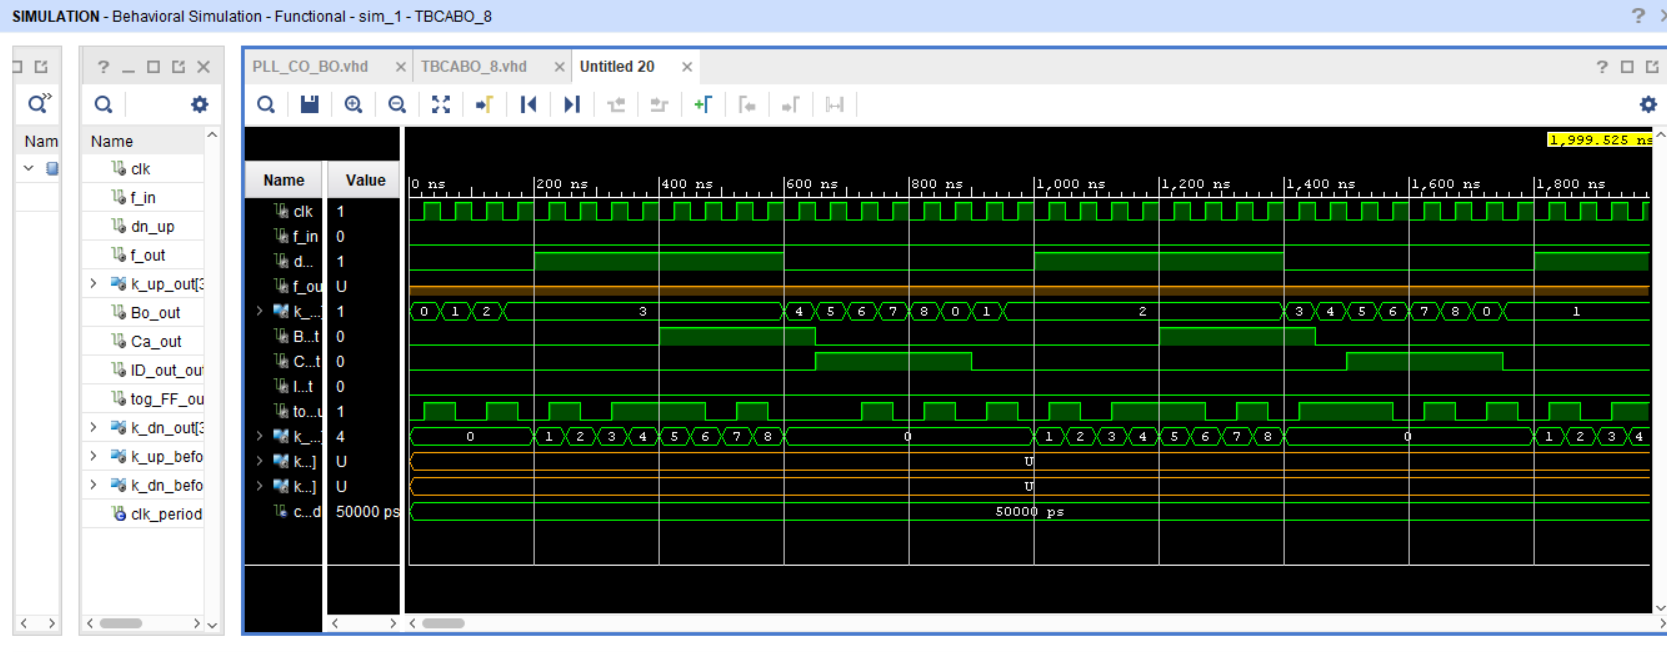 SIMULATION - Behavioral Simulation - Functional - sim_1 - TBCABO_8
?
?
PLL_CO_BO.vhd × TBCABO_8.vhd × Untitled 20 ×
?
Nam
Name
clk
f_in
dn_up
f_out
k_up_out[3
Bo_out
Ca_out
ID_out_ou
tog_FF_ou
k_dn_out[3
k_up_befo
k_dn_befo
clk_period
1,999.525 ns
Name Value
0 ns 200 ns 400 ns 600 ns 800 ns 1,000 ns 1,200 ns 1,400 ns 1,600 ns 1,800 ns
clk 1
f_in 0
d... 1
f_ou U
k_... 1 0 1 2 3 4 5 6 7 8 0 1 2 3 4 5 6 7 8 0 1
B...t 0
C...t 0
I...t 0
to...u 1
k_... 4 0 1 2 3 4 5 6 7 8 0 1 2 3 4 5 6 7 8 0 1 2 3 4
k...] U U
k...] U U
c...d 50000 ps 50000 ps